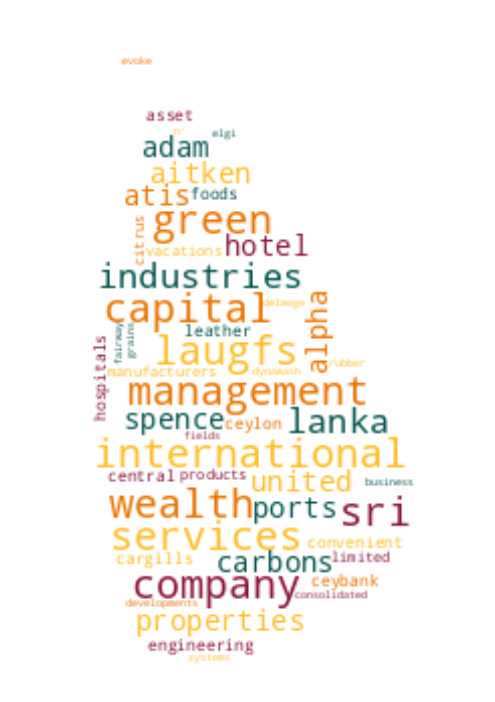 evoke
asset
n'
elgi
adam
aitken
atis
foods
citrus
green
vacations
hotel
industries
capital
delmege
alpha
leather
fairway
grains
hospitals
laugfs
rubber
manufacturers
dynawash
management
spence
ceylon
lanka
fields
international
central
products
united
business
wealth
ports
sri
services
convenient
cargills
carbons
limited
company
ceybank
consolidated
developments
properties
engineering
systems